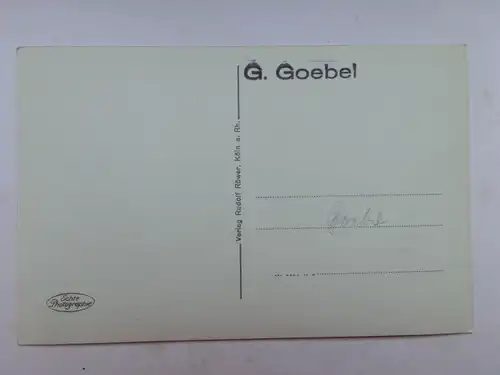 G. Goebel
Verlag Rudolf Röwer, Köln a. Rh.
Echte
Photographie